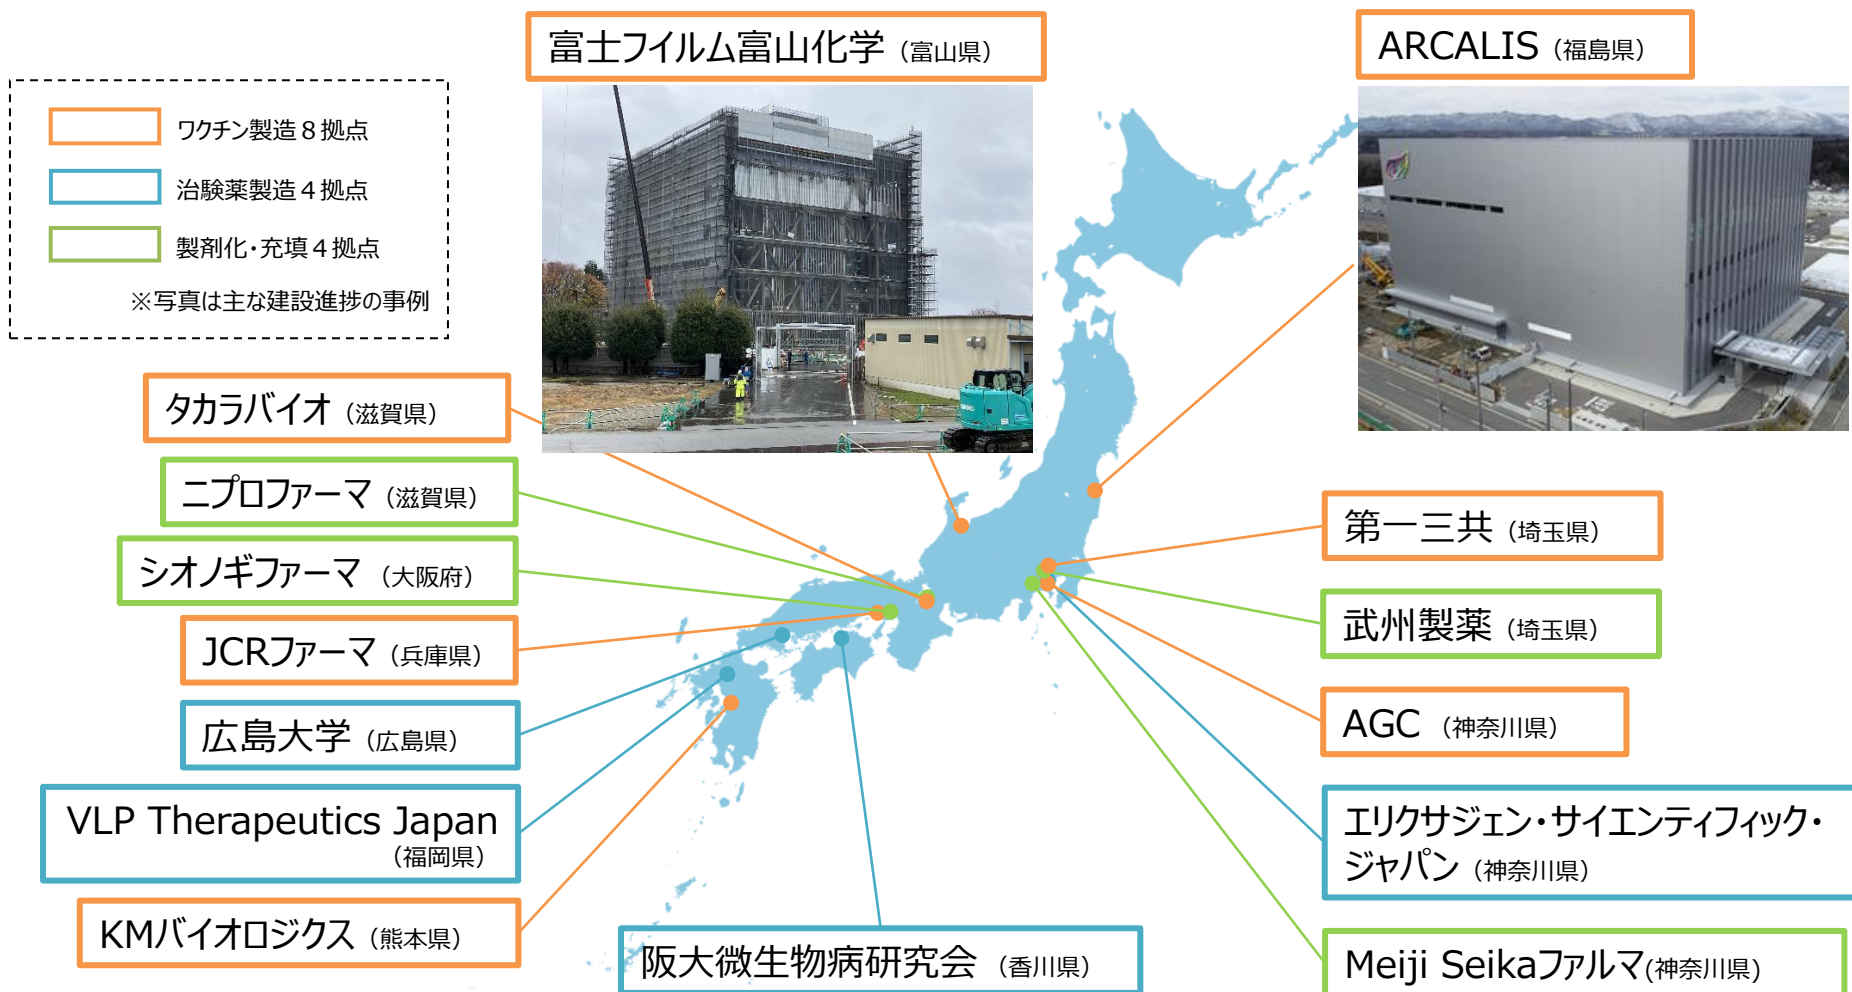 富士フイルム富山化学（富山県）
ARCALIS（福島県）
ワクチン製造８拠点
治験薬製造４拠点
製剤化・充填４拠点
※写真は主な建設進捗の事例
タカラバイオ（滋賀県）
ニプロファーマ（滋賀県）
シオノギファーマ（大阪府）
JCRファーマ（兵庫県）
広島大学（広島県）
VLP Therapeutics Japan
（福岡県）
KMバイオロジクス（熊本県）
阪大微生物病研究会（香川県）
第一三共（埼玉県）
武州製薬（埼玉県）
AGC（神奈川県）
エリクサジェン・サイエンティフィック・
ジャパン（神奈川県）
Meiji Seikaファルマ(神奈川県)